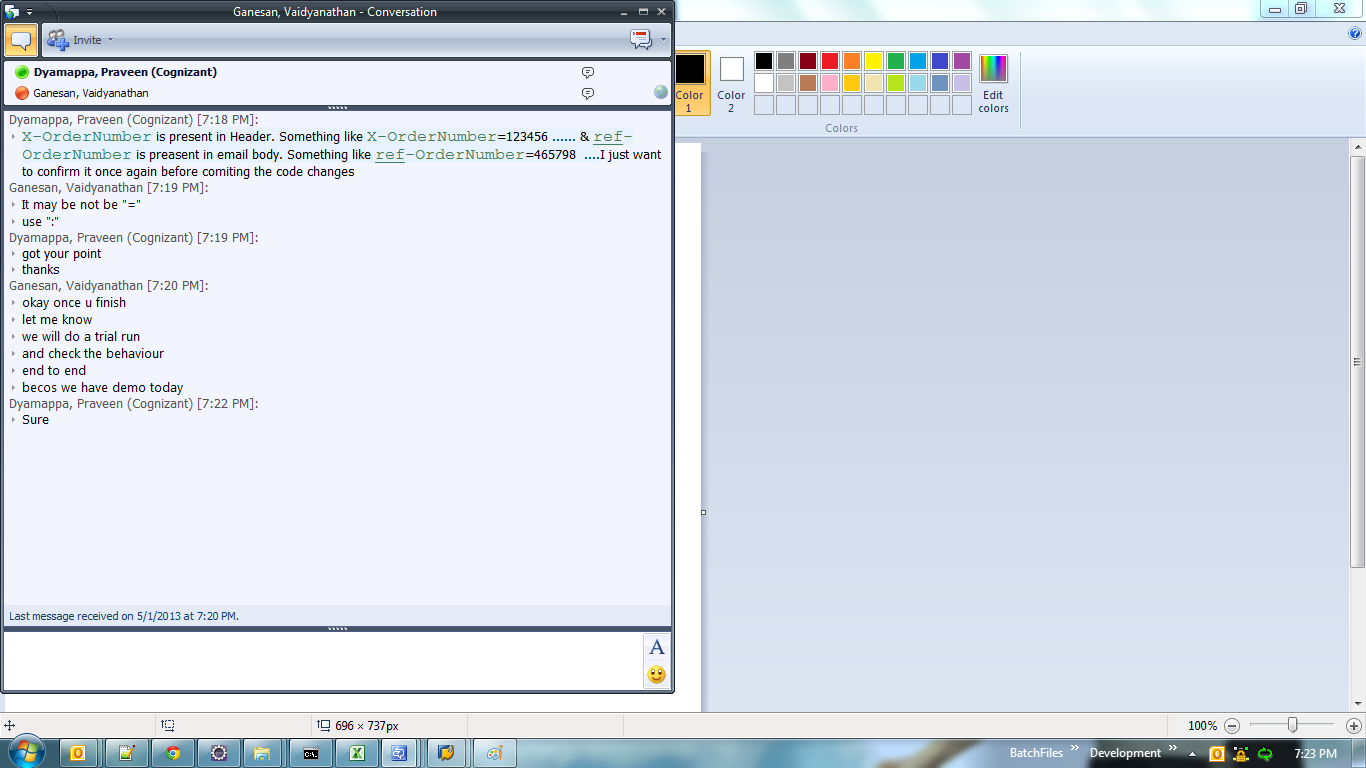 Ganesan, Vaidyanathan - Conversation
Invite
Dyamappa, Praveen (Cognizant)
Ganesan, Vaidyanathan
Dyamappa, Praveen (Cognizant) [7:18 PM]:
X-OrderNumber is present in Header. Something like X-OrderNumber=123456 ...... & ref-
OrderNumber is preasent in email body. Something like ref-OrderNumber=465798 ....I just want
to confirm it once again before comiting the code changes
Ganesan, Vaidyanathan [7:19 PM]:
It may be not be "="
use ":"
Dyamappa, Praveen (Cognizant) [7:19 PM]:
got your point
thanks
Ganesan, Vaidyanathan [7:20 PM]:
okay once u finish
let me know
we will do a trial run
and check the behaviour
end to end
becos we have demo today
Dyamappa, Praveen (Cognizant) [7:22 PM]:
Sure
Last message received on 5/1/2013 at 7:20 PM.
A
Color
1
Color
2
Edit
colors
Colors
696 × 737px
100%
BatchFiles
Development
7:23 PM